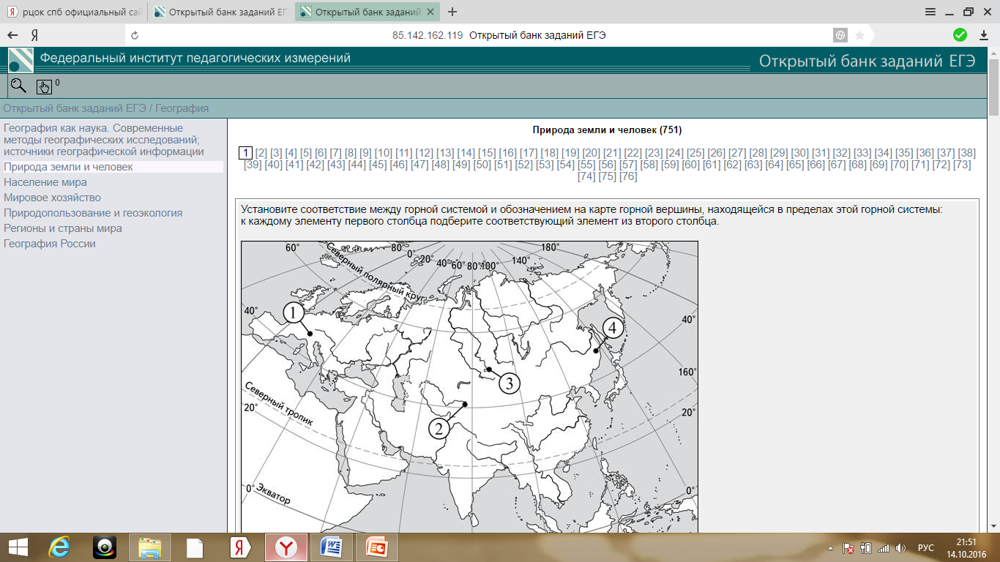 рцок спб официальный сай
Открытый банк заданий ЕГ
Открытый банк заданий
Я
85.142.162.119 Открытый банк заданий ЕГЭ
Федеральный институт педагогических измерений
Открытый банк заданий ЕГЭ
0
Открытый банк заданий ЕГЭ / География
География как наука. Современные
методы географических исследований;
источники географической информации
Природа земли и человек
Население мира
Мировое хозяйство
Природопользование и геоэкология
Регионы и страны мира
География России
Природа земли и человек (751)
1 [2] [3] [4] [5] [6] [7] [8] [9] [10] [11] [12] [13] [14] [15] [16] [17] [18] [19] [20] [21] [22] [23] [24] [25] [26] [27] [28] [29] [30] [31] [32] [33] [34] [35] [36] [37] [38]
[39] [40] [41] [42] [43] [44] [45] [46] [47] [48] [49] [50] [51] [52] [53] [54] [55] [56] [57] [58] [59] [60] [61] [62] [63] [64] [65] [66] [67] [68] [69] [70] [71] [72] [73]
[74] [75] [76]
Установите соответствие между горной системой и обозначением на карте горной вершины, находящейся в пределах этой горной системы:
к каждому элементу первого столбца подберите соответствующий элемент из второго столбца.
60° 80° 0° 20° 40° 60° 80° 100° 140° 180°
Северный полярный круг
1
40°
40°
4
160°
3
Северный тропик
20°
20°
2
0° Экватор
0°
РУС
21:51
14.10.2016